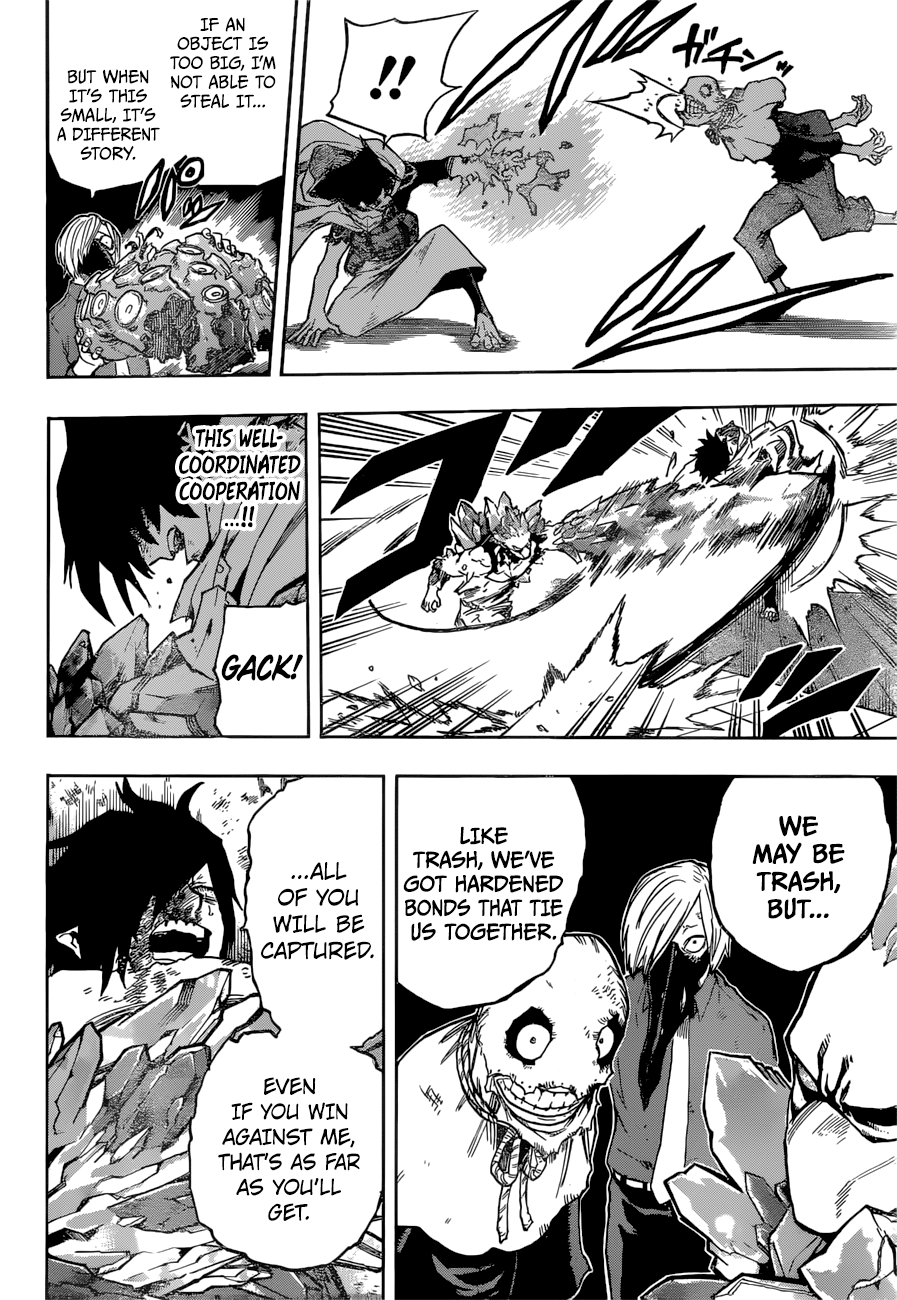 !!
ガチン
IF AN
OBJECT IS
TOO BIG, I'M
NOT ABLE TO
STEAL IT...
BUT WHEN
IT'S THIS
SMALL, IT'S
A DIFFERENT
STORY.
THIS WELL-
COORDINATED
COOPERATION
...!!
GACK!
WE
MAY BE
TRASH,
BUT...
LIKE
TRASH, WE'VE
GOT HARDENED
BONDS THAT TIE
US TOGETHER.
...ALL
OF YOU
WILL BE
CAPTURED.
EVEN
IF YOU WIN
AGAINST ME,
THAT'S AS FAR
AS YOU'LL
GET.